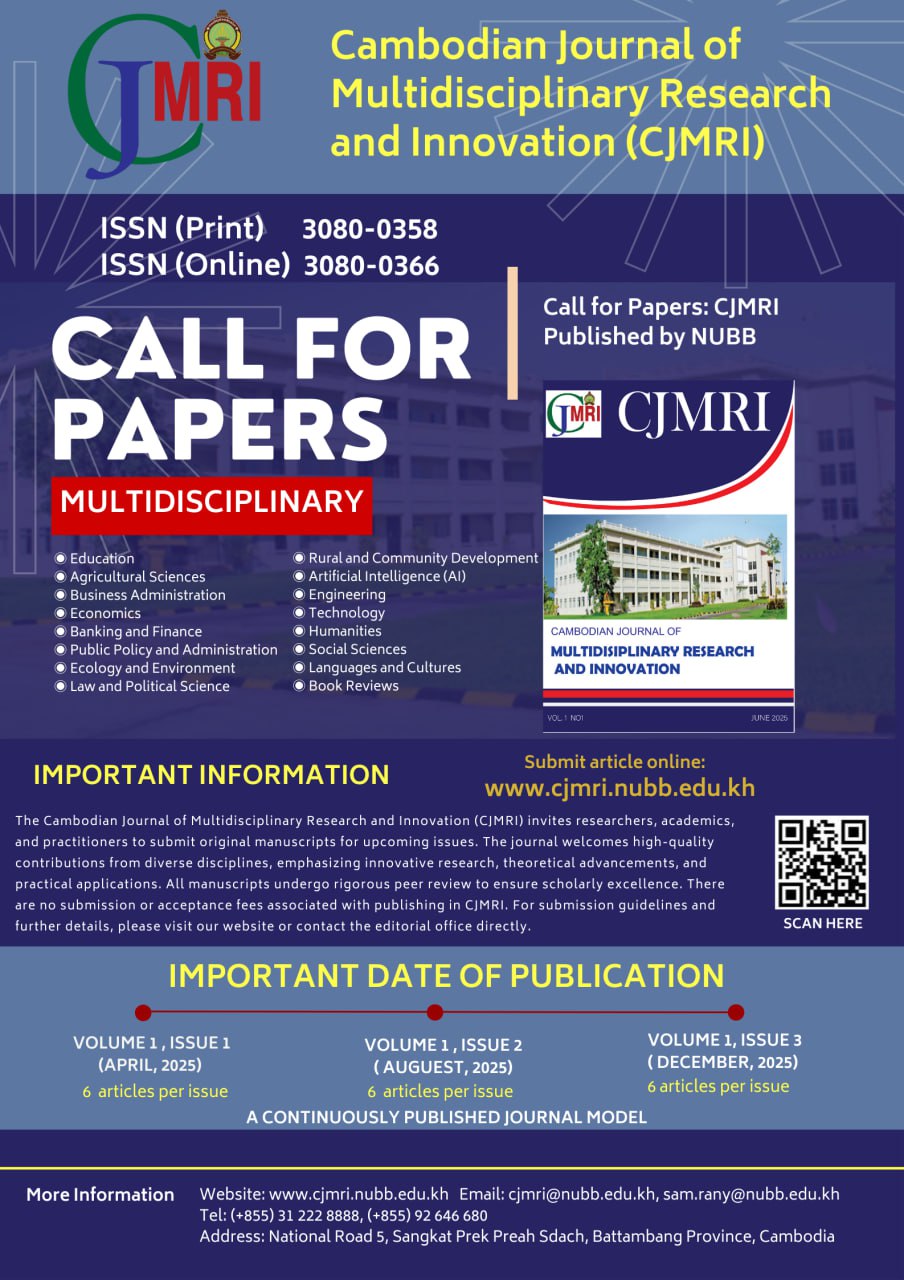 CJMRI
Cambodian Journal of
Multidisciplinary Research
and Innovation (CJMRI)
ISSN (Print) 3080-0358
ISSN (Online) 3080-0366
CALL FOR
PAPERS
MULTIDISCIPLINARY
Education
Agricultural Sciences
Business Administration
Economics
Banking and Finance
Public Policy and Administration
Ecology and Environment
Law and Political Science
Rural and Community Development
Artificial Intelligence (AI)
Engineering
Technology
Humanities
Social Sciences
Languages and Cultures
Book Reviews
Call for Papers: CJMRI
Published by NUBB
CJMRI
CJMRI
CAMBODIAN JOURNAL OF
MULTIDISIPLINARY RESEARCH
AND INNOVATION
VOL. 1 NO1
JUNE 2025
IMPORTANT INFORMATION
Submit article online:
www.cjmri.nubb.edu.kh
The Cambodian Journal of Multidisciplinary Research and Innovation (CJMRI) invites researchers, academics,
and practitioners to submit original manuscripts for upcoming issues. The journal welcomes high-quality
contributions from diverse disciplines, emphasizing innovative research, theoretical advancements, and
practical applications. All manuscripts undergo rigorous peer review to ensure scholarly excellence. There
are no submission or acceptance fees associated with publishing in CJMRI. For submission guidelines and
further details, please visit our website or contact the editorial office directly.
SCAN HERE
IMPORTANT DATE OF PUBLICATION
VOLUME 1 , ISSUE 1
(APRIL, 2025)
6 articles per issue
VOLUME 1 , ISSUE 2
( AUGUEST, 2025)
6 articles per issue
VOLUME 1, ISSUE 3
( DECEMBER, 2025)
6 articles per issue
A CONTINUOUSLY PUBLISHED JOURNAL MODEL
More Information
Website: www.cjmri.nubb.edu.kh Email: cjmri@nubb.edu.kh, sam.rany@nubb.edu.kh
Tel: (+855) 31 222 8888, (+855) 92 646 680
Address: National Road 5, Sangkat Prek Preah Sdach, Battambang Province, Cambodia